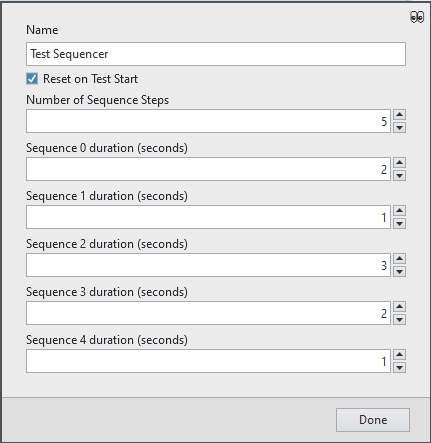 Name
Test Sequencer
Reset on Test Start
Number of Sequence Steps
5
Sequence 0 duration (seconds)
2
Sequence 1 duration (seconds)
1
Sequence 2 duration (seconds)
3
Sequence 3 duration (seconds)
2
Sequence 4 duration (seconds)
1
Done